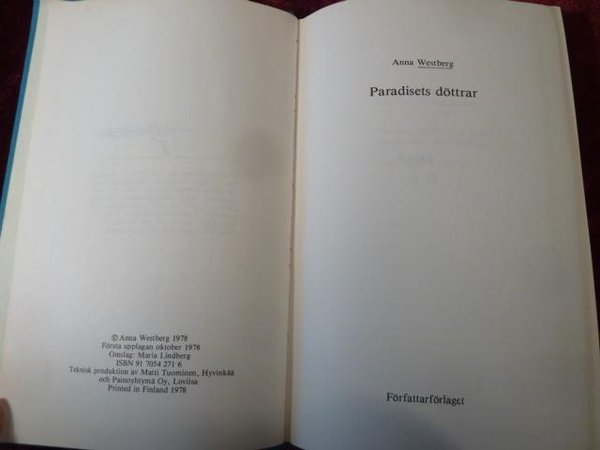 © Anna Westberg 1978
Första upplagan oktober 1978
Omslag: Maria Lindberg
ISBN 91 7054 271 6
Teknisk produktion av Matti Tuominen, Hyvinkää
och Painoyhtymä Oy, Loviisa
Printed in Finland 1978
Anna Westberg
Paradisets döttrar
Författarförlaget